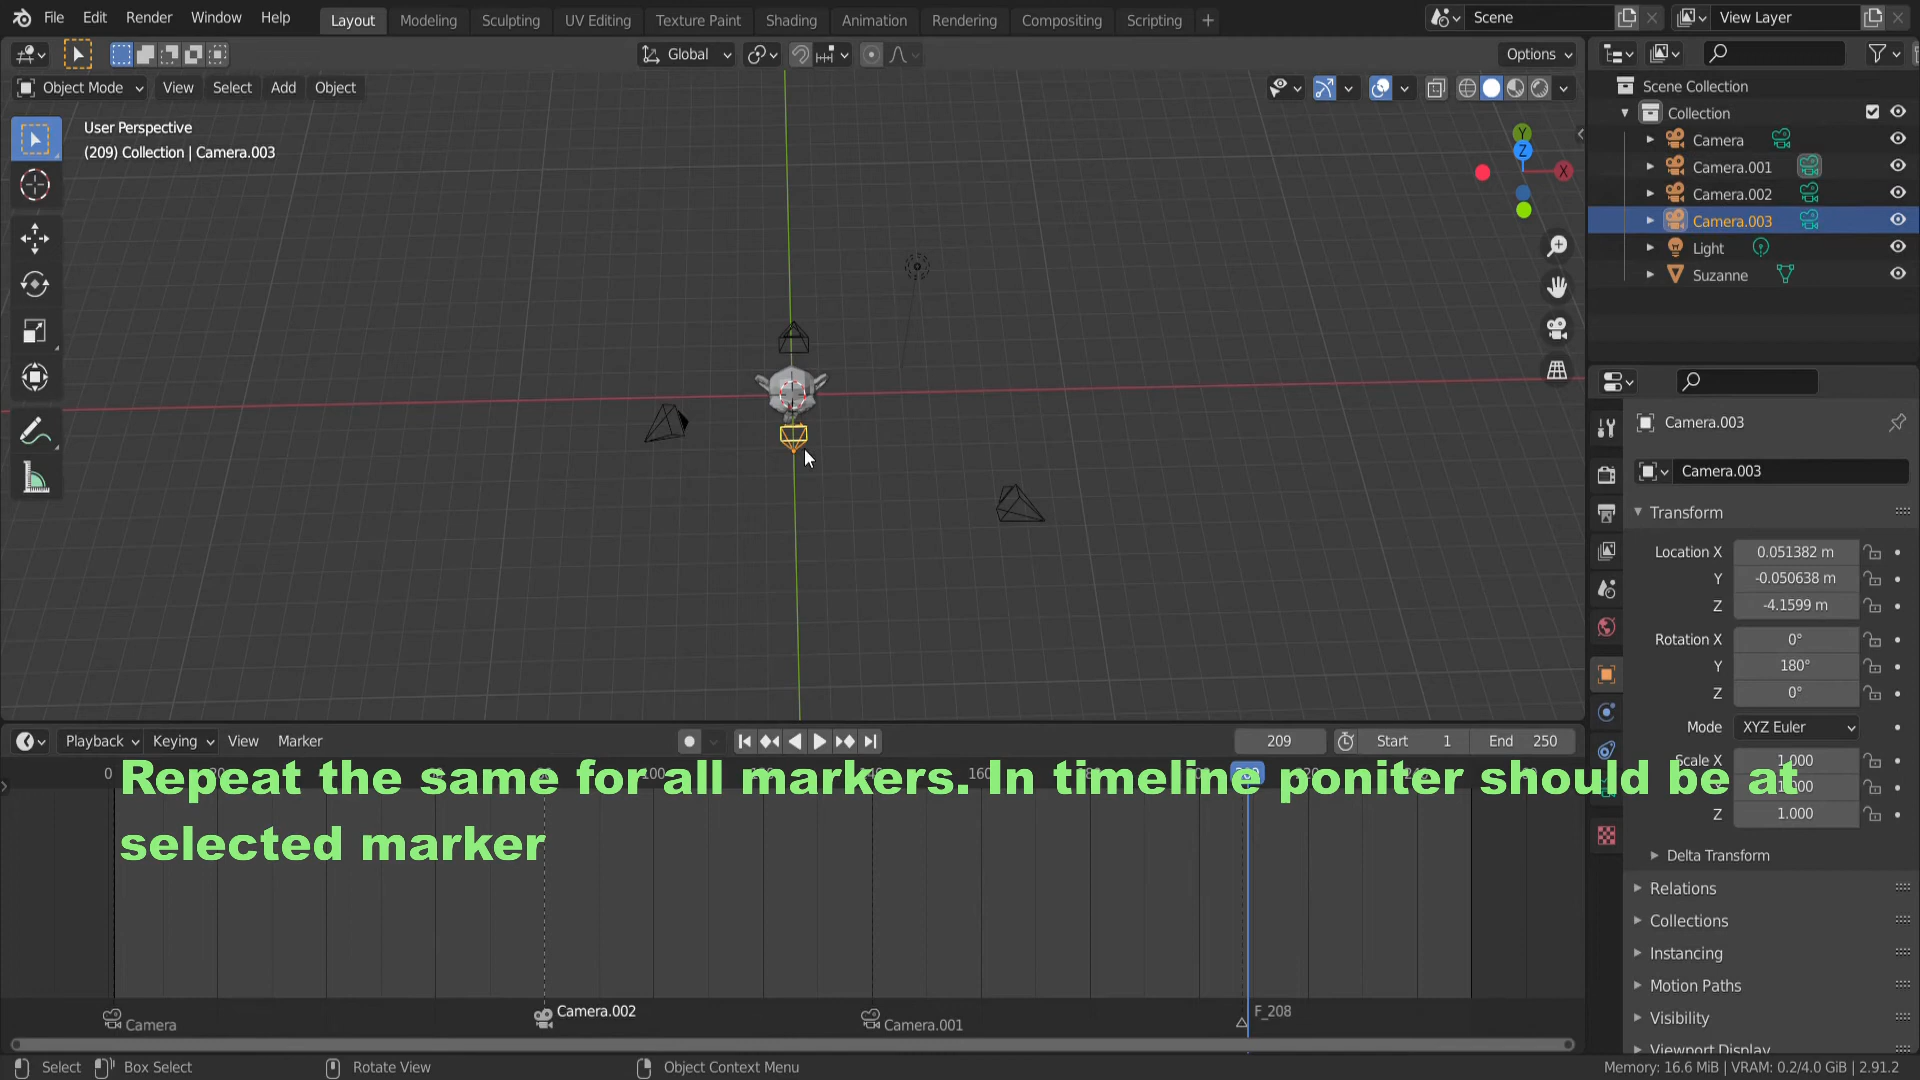 File Edit Render Window Help Layout Modeling Sculpting UV Editing Texture Paint Shading Animation Rendering Compositing Scripting + Scene View Layer
Global Options
Object Mode View Select Add Object
User Perspective
(209) Collection | Camera.003
Y
Z
X
Scene Collection
Collection
Camera
Camera.001
Camera.002
Camera.003
Light
Suzanne
Camera.003
Camera.003
Transform
Location X 0.051382 m
Y -0.050638 m
Z -4.1599 m
Rotation X 0°
Y 180°
Z 0°
Mode XYZ Euler
Scale X 1.000
1.000
Z 1.000
Delta Transform
Relations
Collections
Instancing
Motion Paths
Visibility
Viewport Display
Playback Keying View Marker 209 Start 1 End 250
0
Repeat the same for all markers. In timeline poniter should be at
selected marker
Camera
Camera.002
Camera.001
F_208
Select Box Select Rotate View Object Context Menu Memory: 16.6 MiB | VRAM: 0.2/4.0 GiB | 2.91.2